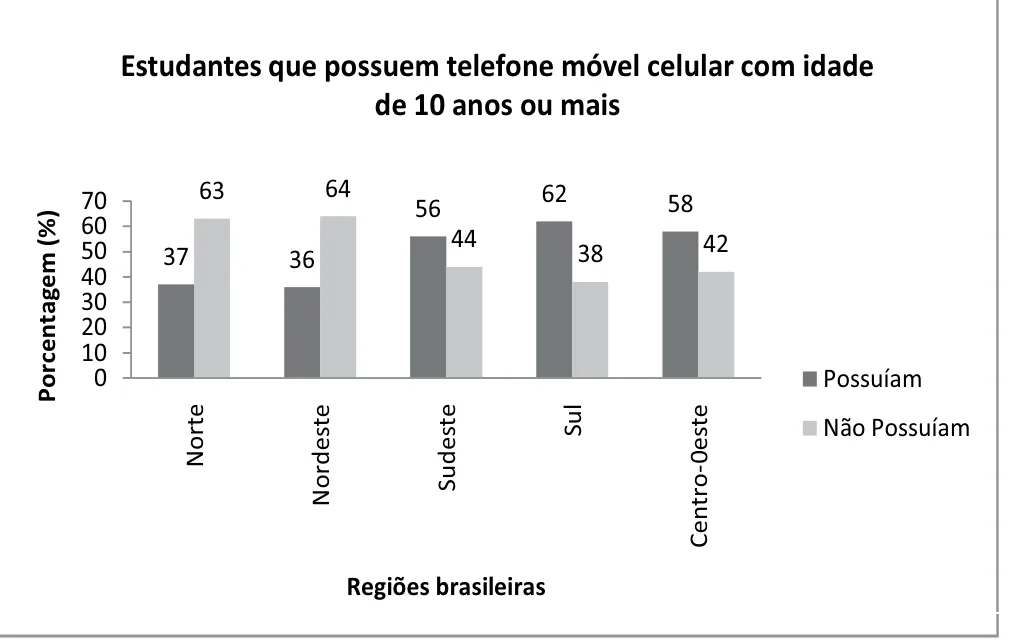 Estudantes que possuem telefone móvel celular com idade
de 10 anos ou mais
Porcentagem (%)
70
60
50
40
30
20
10
0
37
63
36
64
56
44
62
38
58
42
Norte
Nordeste
Sudeste
Sul
Centro-0este
Possuíam
Não Possuíam
Regiões brasileiras